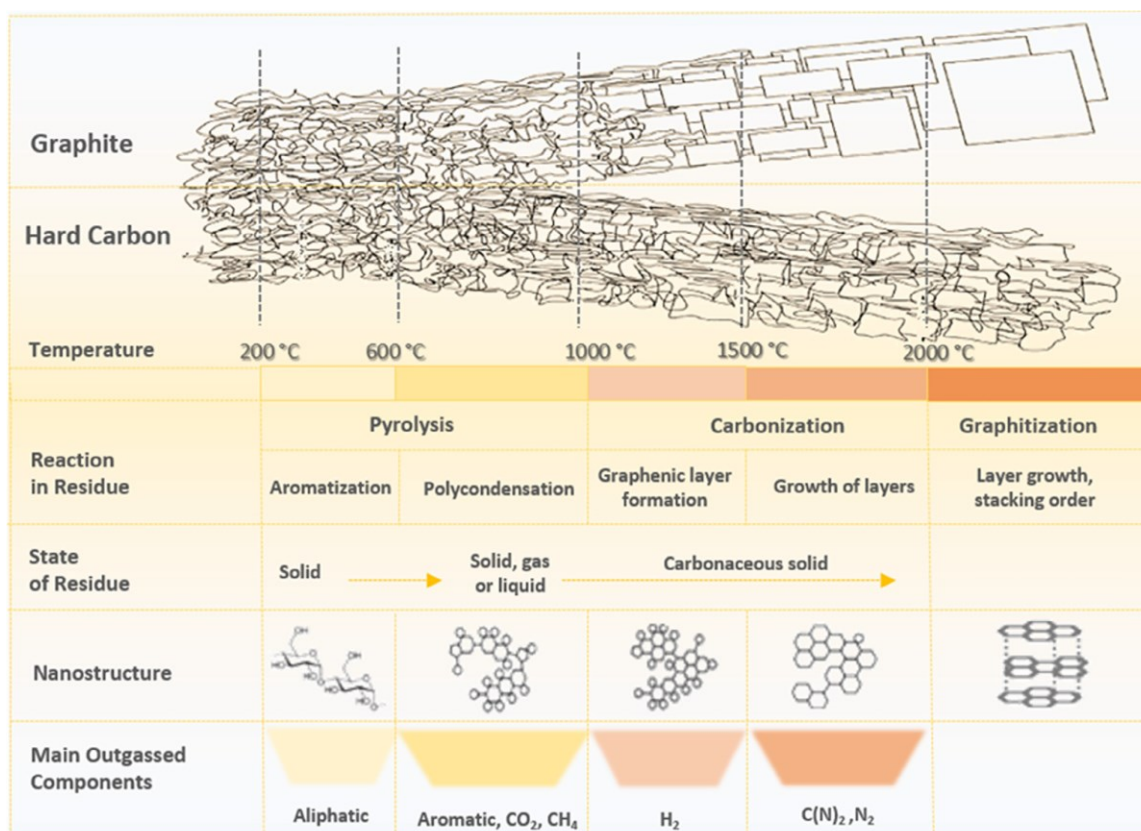 Graphite
Hard Carbon
Temperature
200 °C
600 °C
1000 °C
1500 °C
2000 °C
Pyrolysis
Carbonization
Graphitization
Reaction
in Residue
Aromatization
Polycondensation
Graphenic layer
formation
Growth of layers
Layer growth,
stacking order
State
of Residue
Solid
Solid, gas
or liquid
Carbonaceous solid
Nanostructure
Main Outgassed
Components
Aliphatic
Aromatic, CO₂, CH₄
H₂
C(N)₂ ,N₂